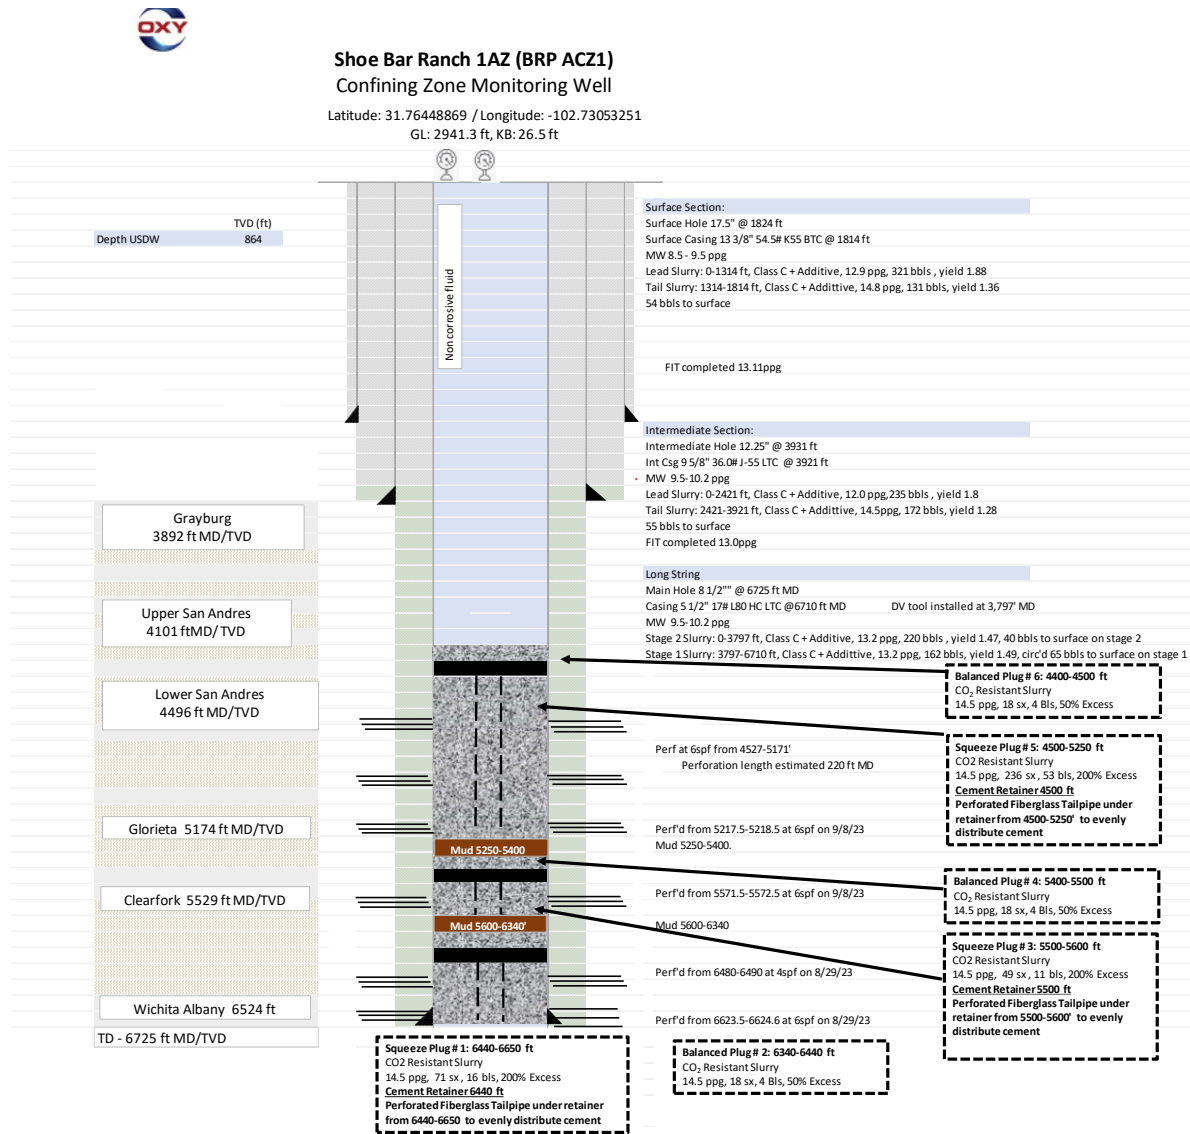 OXY
Shoe Bar Ranch 1AZ (BRP ACZ1)
Confining Zone Monitoring Well
Latitude: 31.76448869 / Longitude: -102.73053251
GL: 2941.3 ft, KB: 26.5 ft
TVD (ft)
Depth USDW 864
Non corrosive fluid
Surface Section:
Surface Hole 17.5" @ 1824 ft
Surface Casing 13 3/8" 54.5# K55 BTC @ 1814 ft
MW 8.5 - 9.5 ppg
Lead Slurry: 0-1314 ft, Class C + Additive, 12.9 ppg, 321 bbls , yield 1.88
Tail Slurry: 1314-1814 ft, Class C + Addittive, 14.8 ppg, 131 bbls, yield 1.36
54 bbls to surface
FIT completed 13.11ppg
Intermediate Section:
Intermediate Hole 12.25" @ 3931 ft
Int Csg 9 5/8" 36.0# J-55 LTC @ 3921 ft
MW 9.5-10.2 ppg
Lead Slurry: 0-2421 ft, Class C + Additive, 12.0 ppg,235 bbls , yield 1.8
Tail Slurry: 2421-3921 ft, Class C + Addittive, 14.5ppg, 172 bbls, yield 1.28
55 bbls to surface
FIT completed 13.0ppg
Long String
Main Hole 8 1/2"" @ 6725 ft MD
Casing 5 1/2" 17# L80 HC LTC @6710 ft MD DV tool installed at 3,797' MD
MW 9.5-10.2 ppg
Stage 2 Slurry: 0-3797 ft, Class C + Additive, 13.2 ppg, 220 bbls , yield 1.47, 40 bbls to surface on stage 2
Stage 1 Slurry: 3797-6710 ft, Class C + Addittive, 13.2 ppg, 162 bbls, yield 1.49, circ'd 65 bbls to surface on stage 1
Grayburg
3892 ft MD/TVD
Upper San Andres
4101 ftMD/ TVD
Lower San Andres
4496 ft MD/TVD
Glorieta 5174 ft MD/TVD
Clearfork 5529 ft MD/TVD
Wichita Albany 6524 ft
TD - 6725 ft MD/TVD
Mud 5250-5400
Mud 5600-6340'
Perf at 6spf from 4527-5171'
Perforation length estimated 220 ft MD
Perf'd from 5217.5-5218.5 at 6spf on 9/8/23
Mud 5250-5400.
Perf'd from 5571.5-5572.5 at 6spf on 9/8/23
Mud 5600-6340
Perf'd from 6480-6490 at 4spf on 8/29/23
Perf'd from 6623.5-6624.6 at 6spf on 8/29/23
Balanced Plug # 6: 4400-4500 ft
CO2 Resistant Slurry
14.5 ppg, 18 sx, 4 Bls, 50% Excess
Squeeze Plug # 5: 4500-5250 ft
CO2 Resistant Slurry
14.5 ppg, 236 sx , 53 bls, 200% Excess
Cement Retainer 4500 ft
Perforated Fiberglass Tailpipe under
retainer from 4500-5250' to evenly
distribute cement
Balanced Plug # 4: 5400-5500 ft
CO2 Resistant Slurry
14.5 ppg, 18 sx, 4 Bls, 50% Excess
Squeeze Plug # 3: 5500-5600 ft
CO2 Resistant Slurry
14.5 ppg, 49 sx , 11 bls, 200% Excess
Cement Retainer 5500 ft
Perforated Fiberglass Tailpipe under
retainer from 5500-5600' to evenly
distribute cement
Squeeze Plug # 1: 6440-6650 ft
CO2 Resistant Slurry
14.5 ppg, 71 sx , 16 bls, 200% Excess
Cement Retainer 6440 ft
Perforated Fiberglass Tailpipe under retainer
from 6440-6650 to evenly distribute cement
Balanced Plug # 2: 6340-6440 ft
CO2 Resistant Slurry
14.5 ppg, 18 sx, 4 Bls, 50% Excess